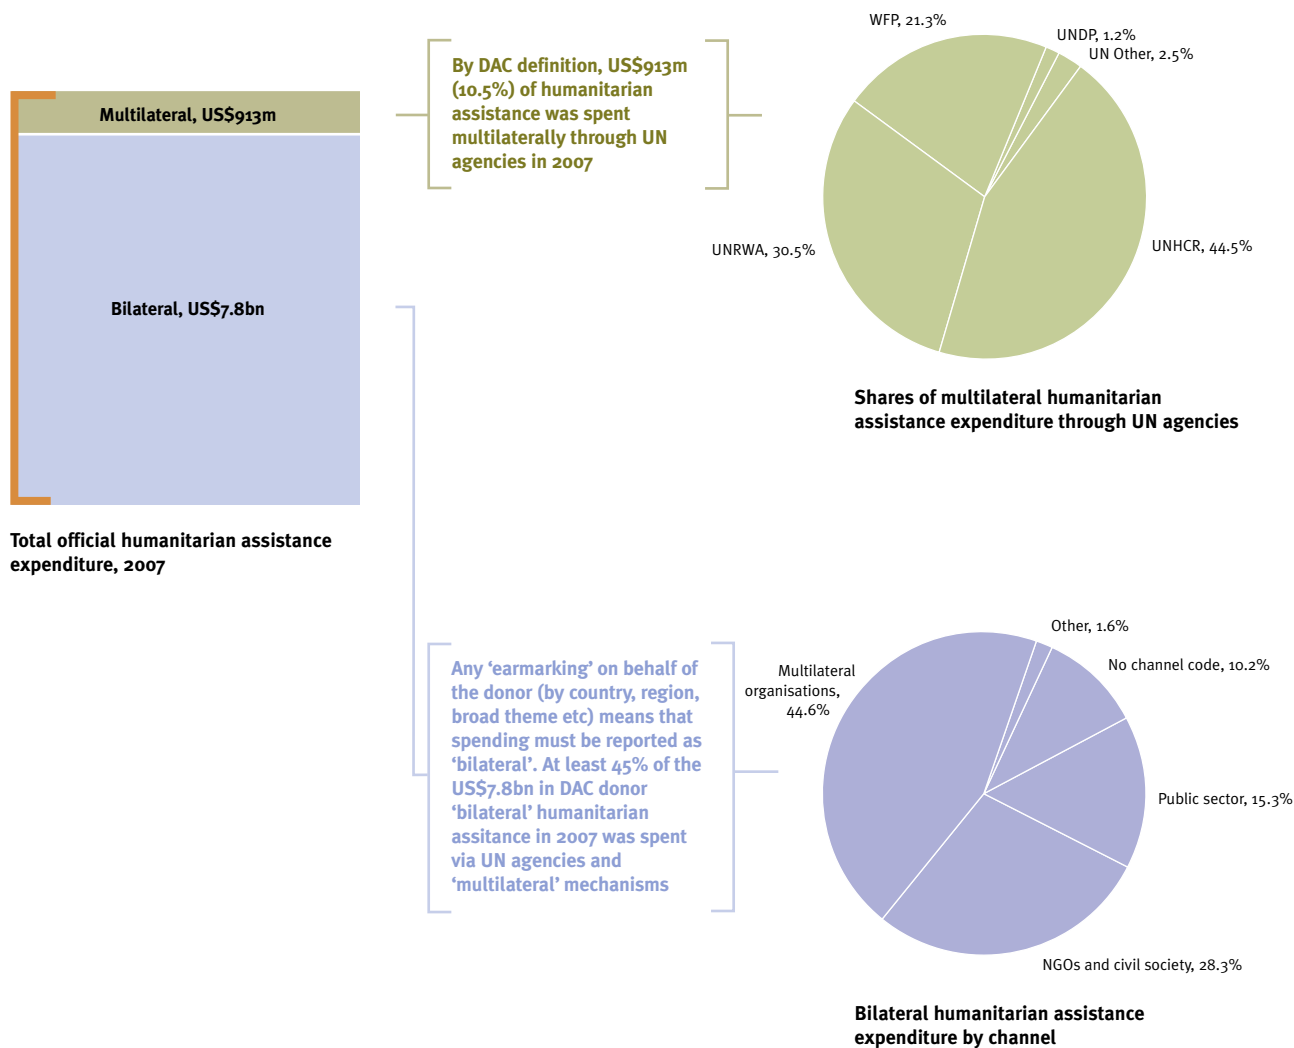 Multilateral, US$913m
Bilateral, US$7.8bn
Total official humanitarian assistance
expenditure, 2007
By DAC definition, US$913m
(10.5%) of humanitarian
assistance was spent
multilaterally through UN
agencies in 2007
WFP, 21.3%
UNDP, 1.2%
UN Other, 2.5%
UNRWA, 30.5%
UNHCR, 44.5%
Shares of multilateral humanitarian
assistance expenditure through UN agencies
Any ‘earmarking’ on behalf of
the donor (by country, region,
broad theme etc) means that
spending must be reported as
‘bilateral’. At least 45% of the
US$7.8bn in DAC donor
‘bilateral’ humanitarian
assitance in 2007 was spent
via UN agencies and
‘multilateral’ mechanisms
Other, 1.6%
Multilateral
organisations,
44.6%
No channel code, 10.2%
Public sector, 15.3%
NGOs and civil society, 28.3%
Bilateral humanitarian assistance
expenditure by channel